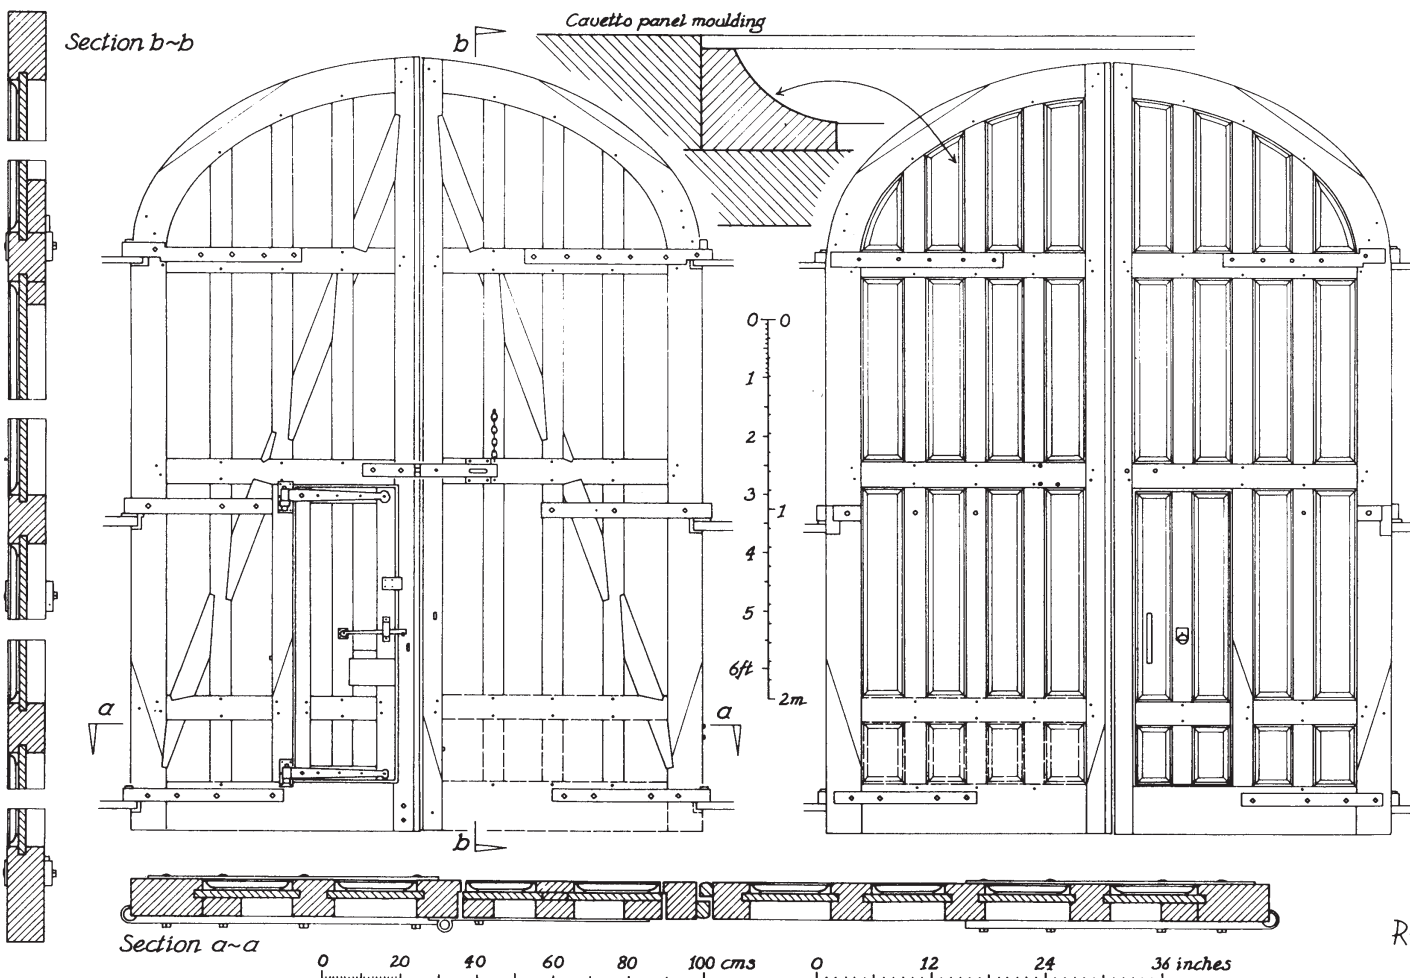 Cavetto panel moulding
Section b~b
b
0 0
1
2
3
1
4
5
6ft
2m
a
a
b
Section a~a
0 20 40 60 80 100 cms
0 12 24 36 inches
R